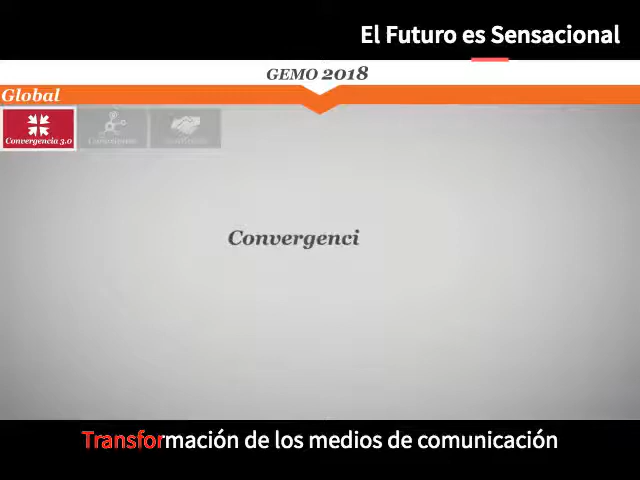 El Futuro es Sensacional
GEMO 2018
Global
Convergencia 3.0
Convergenci
Transformación de los medios de comunicación